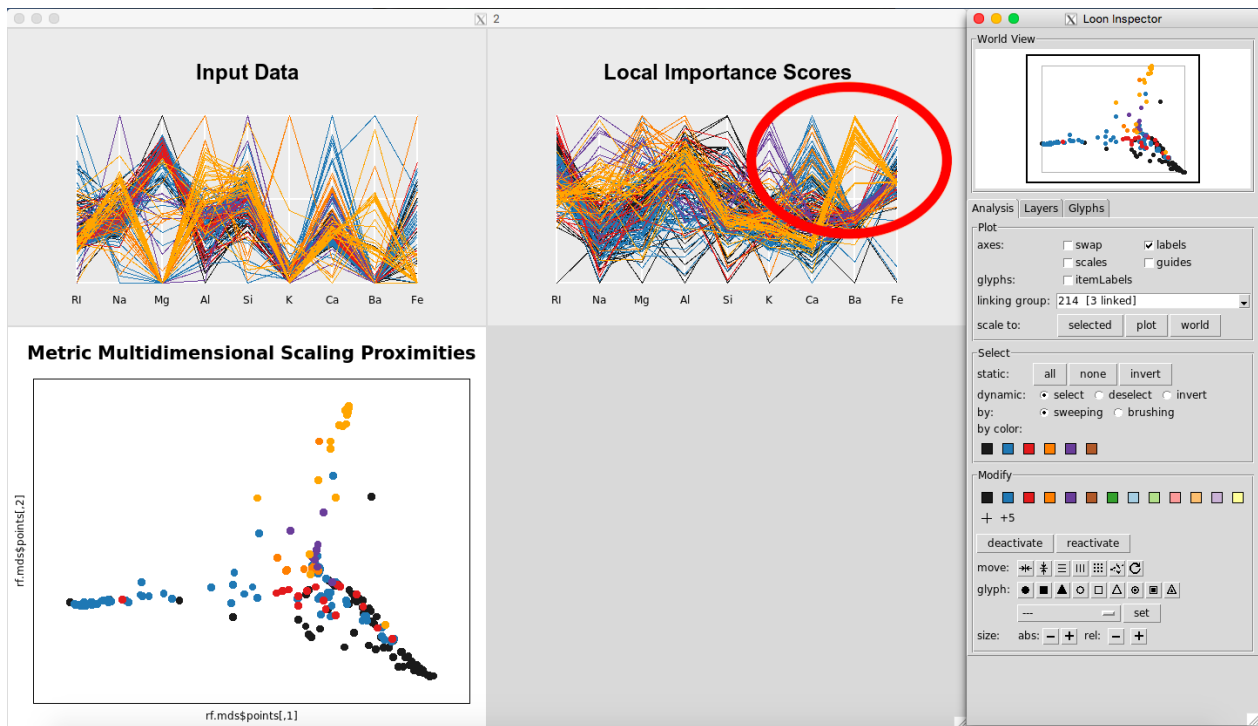 2
Input Data
RI Na Mg Al Si K Ca Ba Fe
Local Importance Scores
RI Na Mg Al Si K Ca Ba Fe
Metric Multidimensional Scaling Proximities
rf.mds$points[,2]
rf.mds$points[,1]
Loon Inspector
World View
Analysis Layers Glyphs
Plot
axes: swap labels
scales guides
glyphs: itemLabels
linking group: 214 [3 linked]
scale to: selected plot world
Select
static: all none invert
dynamic: select deselect invert
by: sweeping brushing
by color:
Modify
+5
deactivate reactivate
move:
glyph:
--- set
size: abs: − + rel: − +